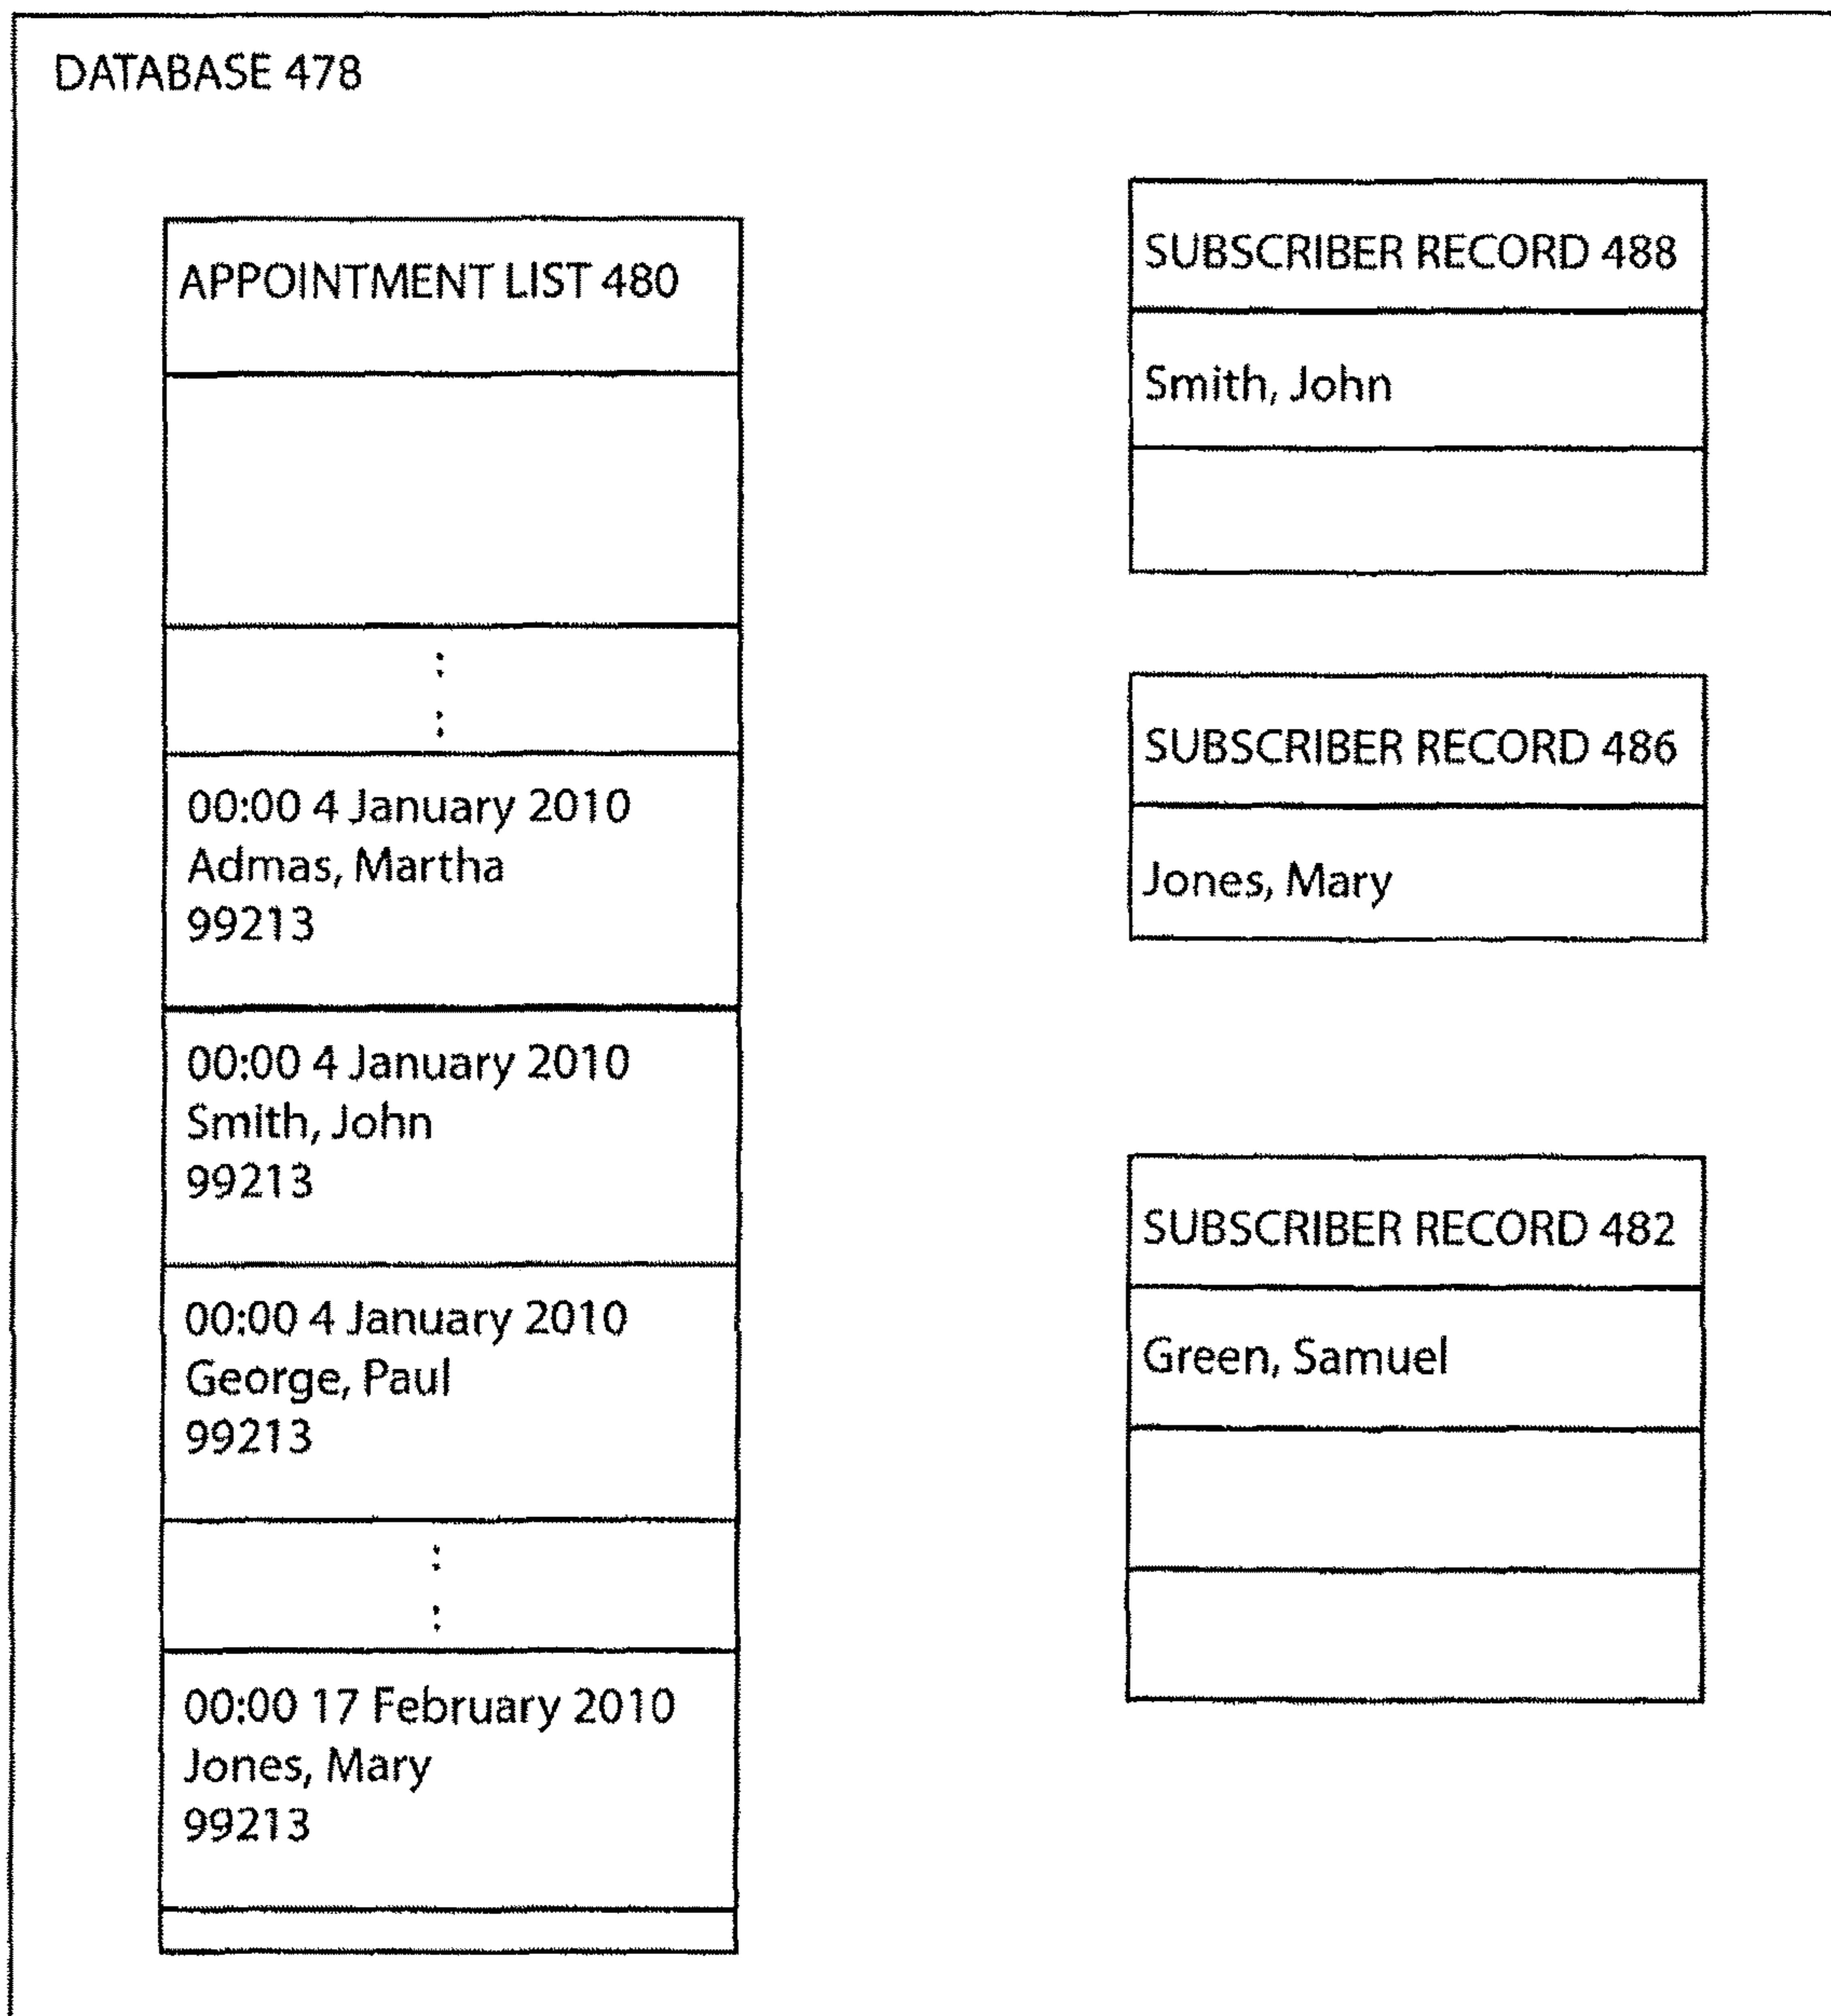 DATABASE 478
APPOINTMENT LIST 480
00:00 4 January 2010
Admas, Martha
99213
00:00 4 January 2010
Smith, John
99213
00:00 4 January 2010
George, Paul
99213
00:00 17 February 2010
Jones, Mary
99213
SUBSCRIBER RECORD 488
Smith, John
SUBSCRIBER RECORD 486
Jones, Mary
SUBSCRIBER RECORD 482
Green, Samuel